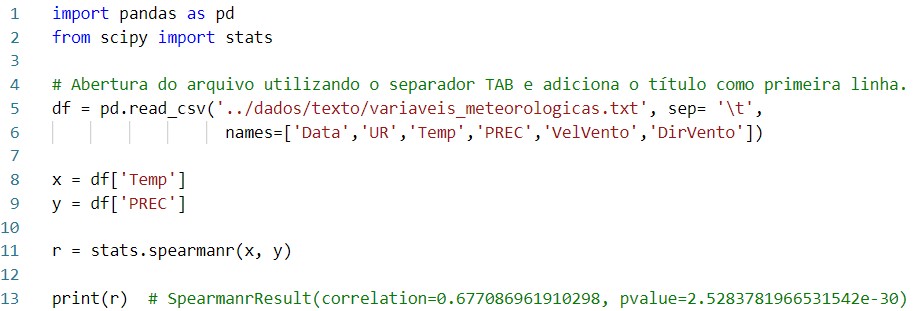 1 import pandas as pd
2 from scipy import stats
3
4 # Abertura do arquivo utilizando o separador TAB e adiciona o título como primeira linha.
5 df = pd.read_csv('../dados/texto/variaveis_meteorologicas.txt', sep= '\t',
6 names=['Data','UR','Temp','PREC','VelVento','DirVento'])
7
8 x = df['Temp']
9 y = df['PREC']
10
11 r = stats.spearmanr(x, y)
12
13 print(r)  # SpearmanrResult(correlation=0.677086961910298, pvalue=2.5283781966531542e-30)